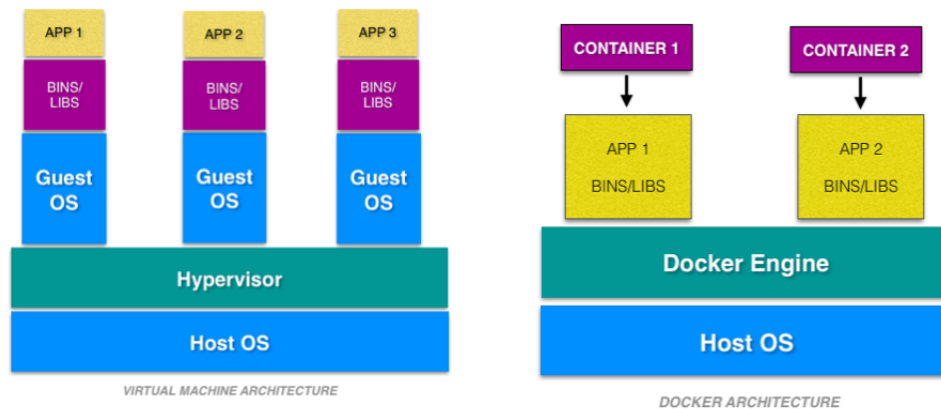 APP 1
APP 2
APP 3
BINS/
LIBS
BINS/
LIBS
BINS/
LIBS
Guest
OS
Guest
OS
Guest
OS
Hypervisor
Host OS
VIRTUAL MACHINE ARCHITECTURE
CONTAINER 1
CONTAINER 2
APP 1
BINS/LIBS
APP 2
BINS/LIBS
Docker Engine
Host OS
DOCKER ARCHITECTURE